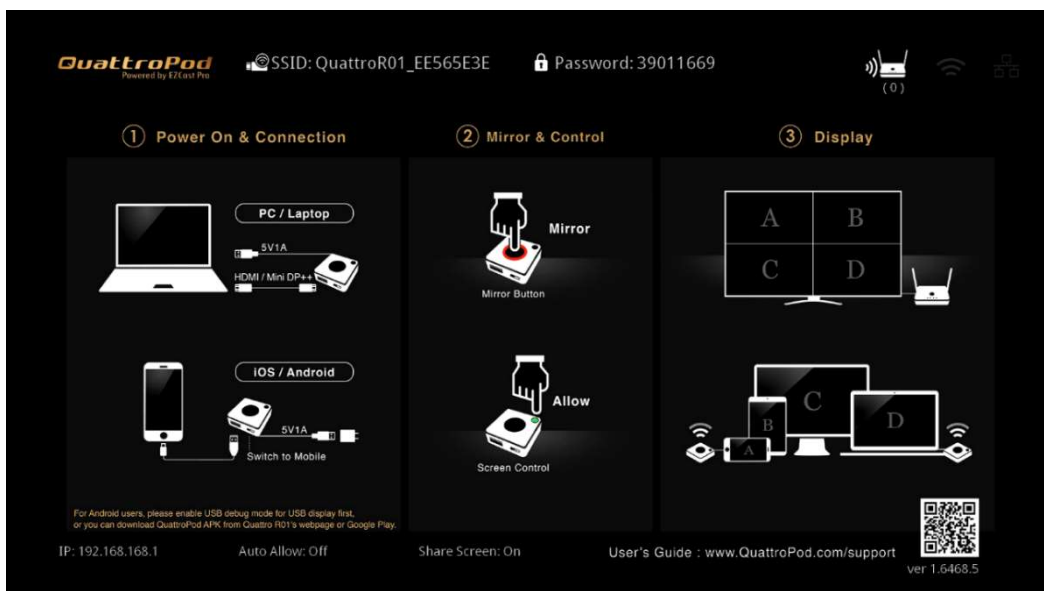 QuattroPod
Powered by EZCast Pro
SSID: QuattroR01_EE565E3E
Password: 39011669
(0)
1 Power On & Connection
2 Mirror & Control
3 Display
PC / Laptop
5V1A
HDMI / Mini DP++
Mirror
Mirror Button
A
B
C
D
iOS / Android
5V1A
Switch to Mobile
Allow
Screen Control
A
B
C
D
For Android users, please enable USB debug mode for USB display first,
or you can download QuattroPod APK from Quattro R01's webpage or Google Play.
IP: 192.168.168.1
Auto Allow: Off
Share Screen: On
User's Guide : www.QuattroPod.com/support
ver 1.6468.5